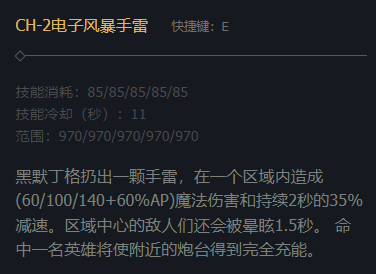 CH-2电子风暴手雷 快捷键：E
技能消耗：85/85/85/85/85
技能冷却（秒）：11
范围：970/970/970/970/970
黑默丁格扔出一颗手雷，在一个区域内造成
(60/100/140+60%AP)魔法伤害和持续2秒的35%
减速。区域中心的敌人们还会被晕眩1.5秒。 命
中一名英雄将使附近的炮台得到完全充能。